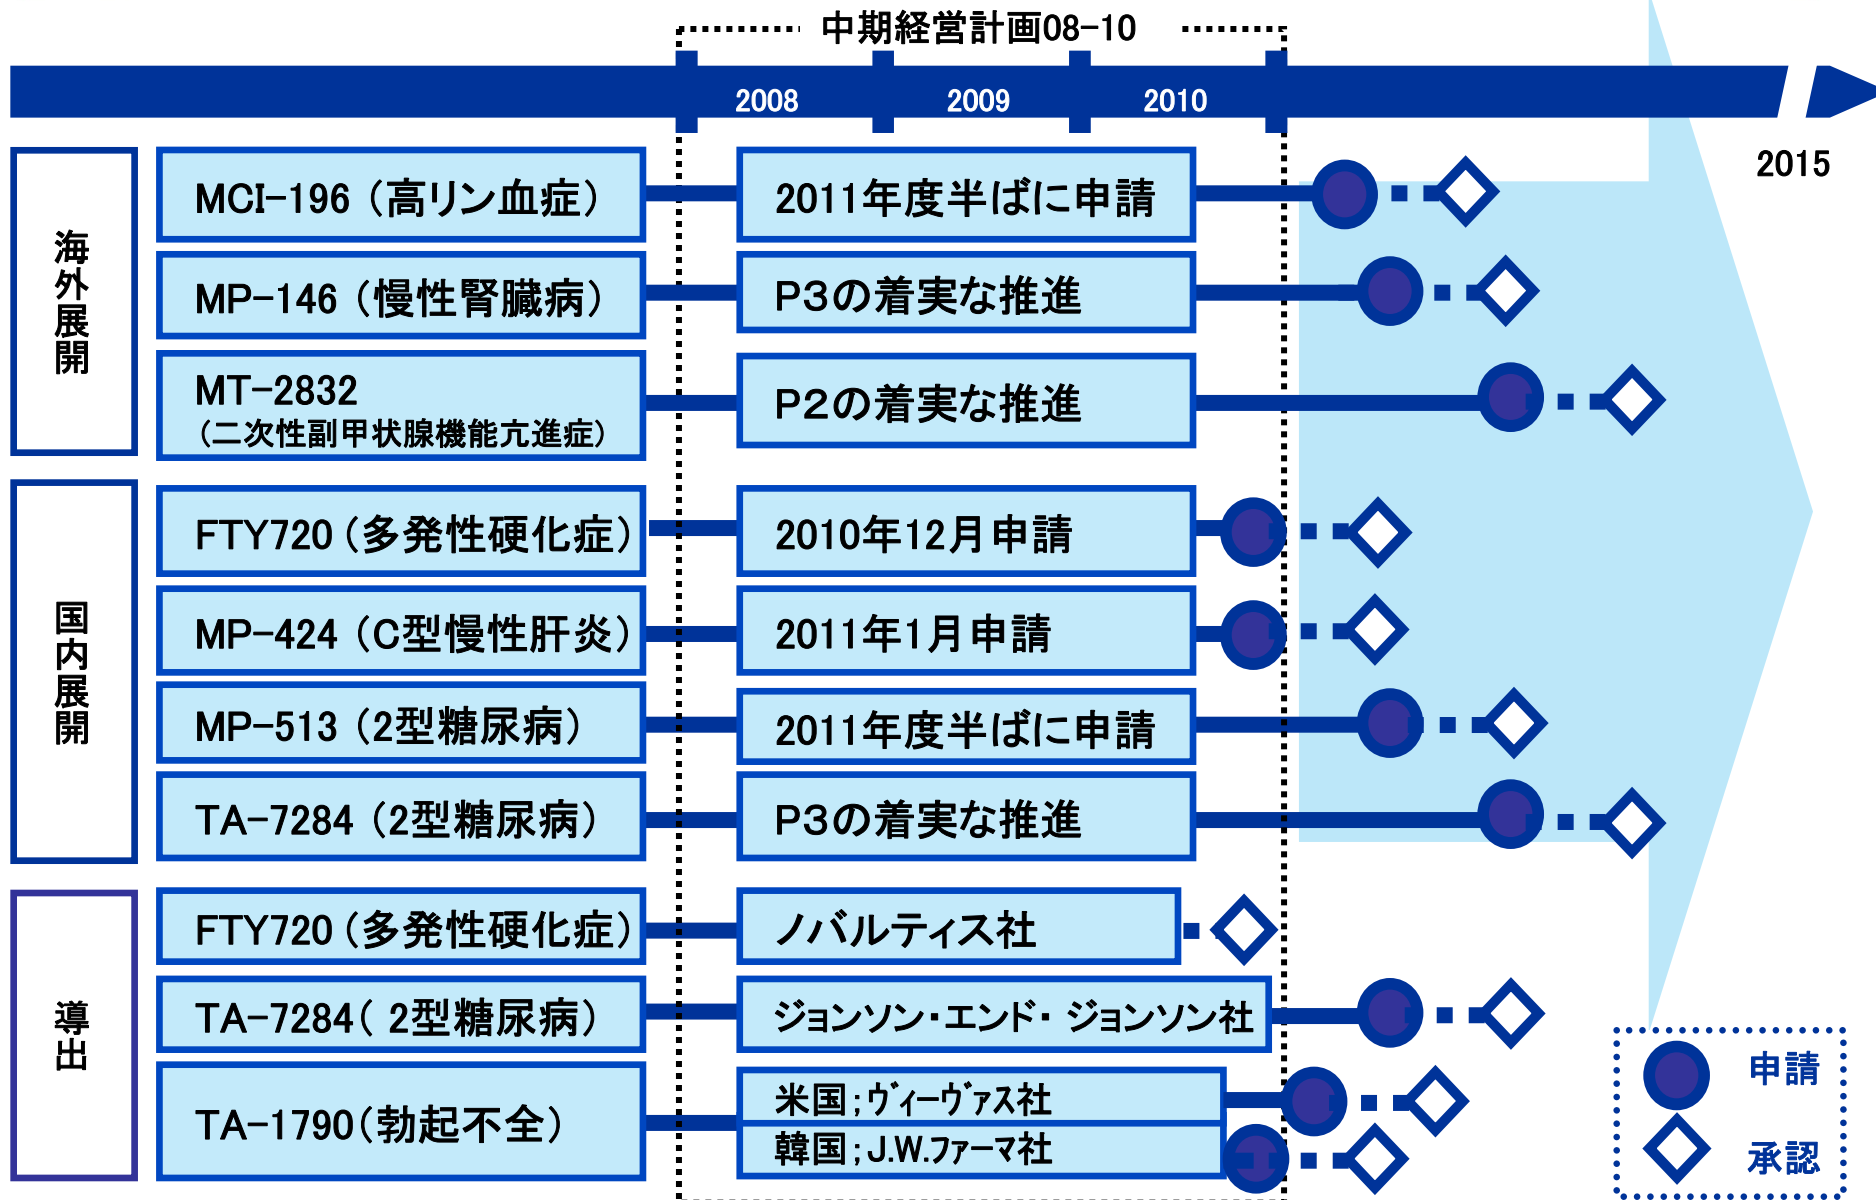 中期経営計画08-10
2008
2009
2010
2015
海外展開
MCI-196（高リン血症）
2011年度半ばに申請
MP-146（慢性腎臓病）
P3の着実な推進
MT-2832
（二次性副甲状腺機能亢進症）
P2の着実な推進
国内展開
FTY720（多発性硬化症）
2010年12月申請
MP-424（C型慢性肝炎）
2011年1月申請
MP-513（2型糖尿病）
2011年度半ばに申請
TA-7284（2型糖尿病）
P3の着実な推進
導出
FTY720（多発性硬化症）
ノバルティス社
TA-7284（ 2型糖尿病）
ジョンソン・エンド・ ジョンソン社
TA-1790（勃起不全）
米国；ヴィーヴァス社
韓国；J.W.ファーマ社
申請
承認